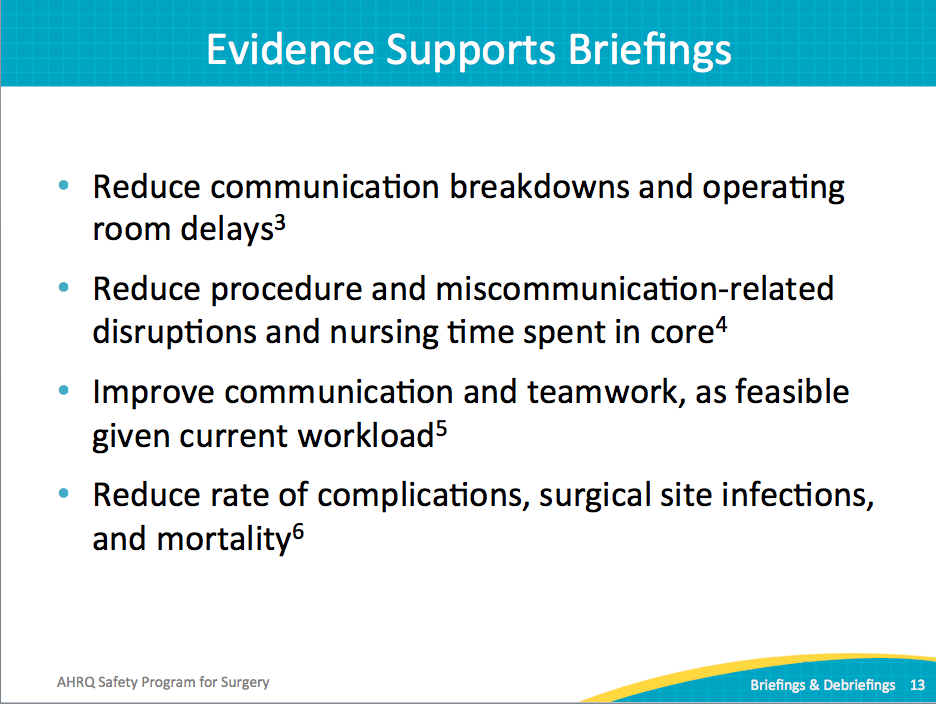 Evidence Supports Briefings
• Reduce communication breakdowns and operating
room delays³
• Reduce procedure and miscommunication-related
disruptions and nursing time spent in core⁴
• Improve communication and teamwork, as feasible
given current workload⁵
• Reduce rate of complications, surgical site infections,
and mortality⁶
AHRQ Safety Program for Surgery
Briefings & Debriefings 13